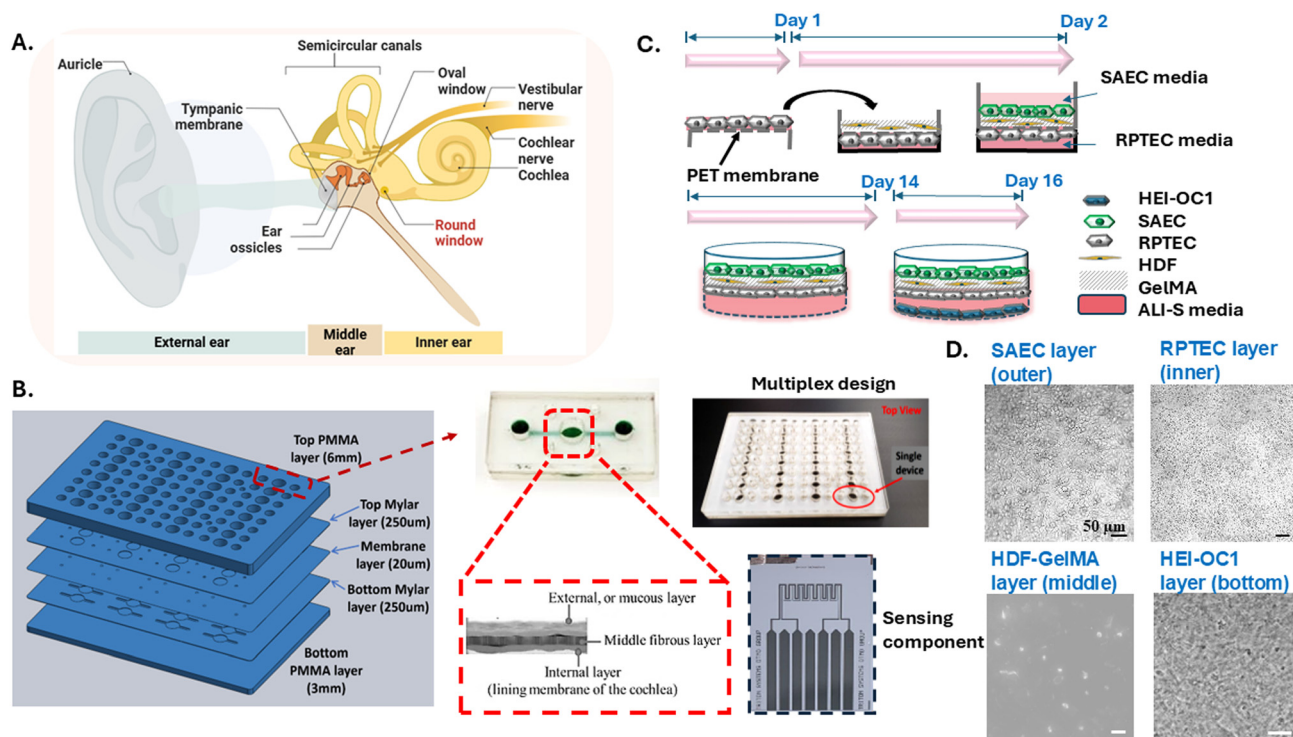 A.
Semicircular canals
Auricle
Oval
window
Vestibular
nerve
Tympanic
membrane
Cochlear
nerve
Cochlea
Ear
ossicles
Round
window
External ear
Middle
ear
Inner ear
B.
Top PMMA
layer (6mm)
Top Mylar
layer (250um)
Membrane
layer (20um)
Bottom Mylar
layer (250um)
Bottom
PMMA layer
(3mm)
Multiplex design
Top View
Single
device
External, or mucous layer
Middle fibrous layer
Internal layer
(lining membrane of the cochlea)
Sensing
component
C.
Day 1
Day 2
SAEC media
RPTEC media
PET membrane
Day 14
Day 16
HEI-OC1
SAEC
RPTEC
HDF
GelMA
ALI-S media
D.
SAEC layer
(outer)
RPTEC layer
(inner)
50 µm
HDF-GelMA
layer (middle)
HEI-OC1
layer (bottom)